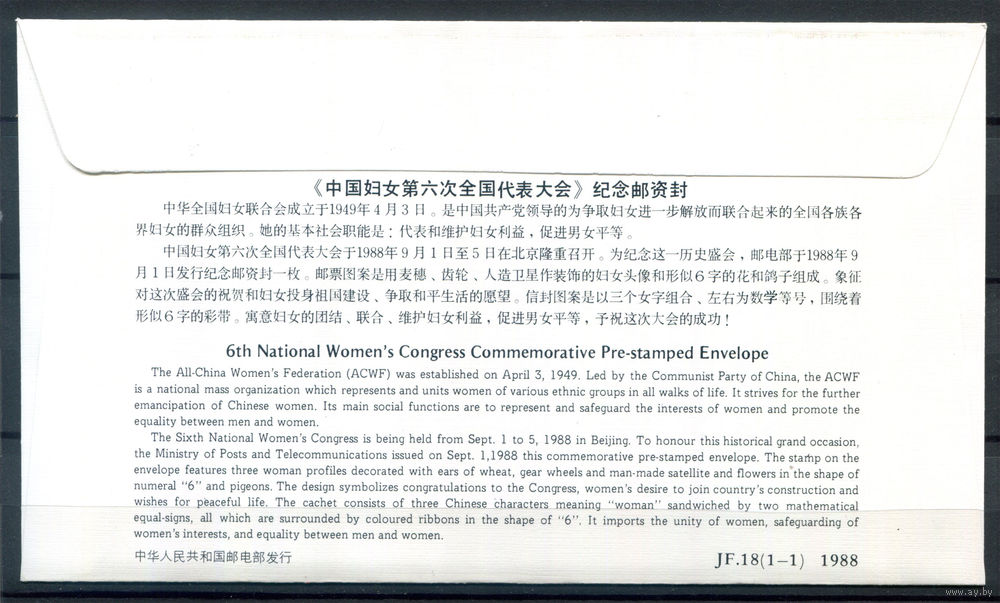 《中国妇女第六次全国代表大会》纪念邮资封
中华全国妇女联合会成立于1949年4月3日。是中国共产党领导的为争取妇女进一步解放而联合起来的全国各族各
界妇女的群众组织。她的基本社会职能是：代表和维护妇女利益，促进男女平等。
中国妇女第六次全国代表大会于1988年9月1日至5日在北京隆重召开。为纪念这一历史盛会，邮电部于1988年9
月1日发行纪念邮资封一枚。邮票图案是用麦穗、齿轮、人造卫星作装饰的妇女头像和形似6字的花和鸽子组成。象征
对这次盛会的祝贺和妇女投身祖国建设、争取和平生活的愿望。信封图案是以三个女字组合、左右为数学等号，围绕着
形似6字的彩带。寓意妇女的团结、联合、维护妇女利益，促进男女平等，予祝这次大会的成功！
6th National Women's Congress Commemorative Pre-stamped Envelope
The All-China Women's Federation (ACWF) was established on April 3, 1949. Led by the Communist Party of China, the ACWF
is a national mass organization which represents and units women of various ethnic groups in all walks of life. It strives for the further
emancipation of Chinese women. Its main social functions are to represent and safeguard the interests of women and promote the
equality between men and women.
The Sixth National Women's Congress is being held from Sept. 1 to 5, 1988 in Beijing. To honour this historical grand occasion,
the Ministry of Posts and Telecommunications issued on Sept. 1,1988 this commemorative pre-stamped envelope. The stamp on the
envelope features three woman profiles decorated with ears of wheat, gear wheels and man-made satellite and flowers in the shape of
numeral "6" and pigeons. The design symbolizes congratulations to the Congress, women's desire to join country's construction and
wishes for peaceful life. The cachet consists of three Chinese characters meaning "woman" sandwiched by two mathematical
equal-signs, all which are surrounded by coloured ribbons in the shape of "6". It imports the unity of women, safeguarding of
women's interests, and equality between men and women.
中华人民共和国邮电部发行
JF.18(1-1) 1988
www.ay.by